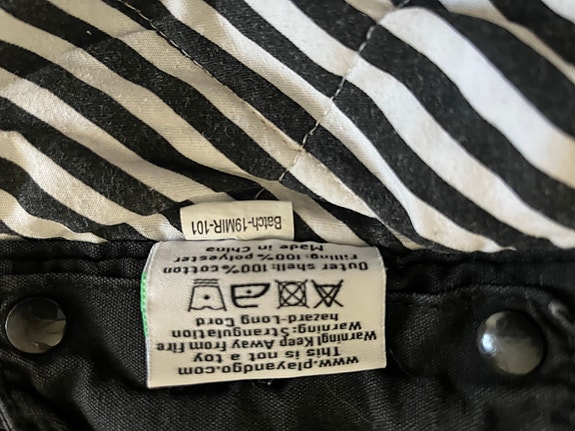 www.playandgo.com
This is not a toy
Warning! Keep Away from Fire
Warning: Strangulation
hazard-Long Cord
Outer shell: 100% cotton
Filling: 100% polyester
Made in China
Batch-19MIR-101